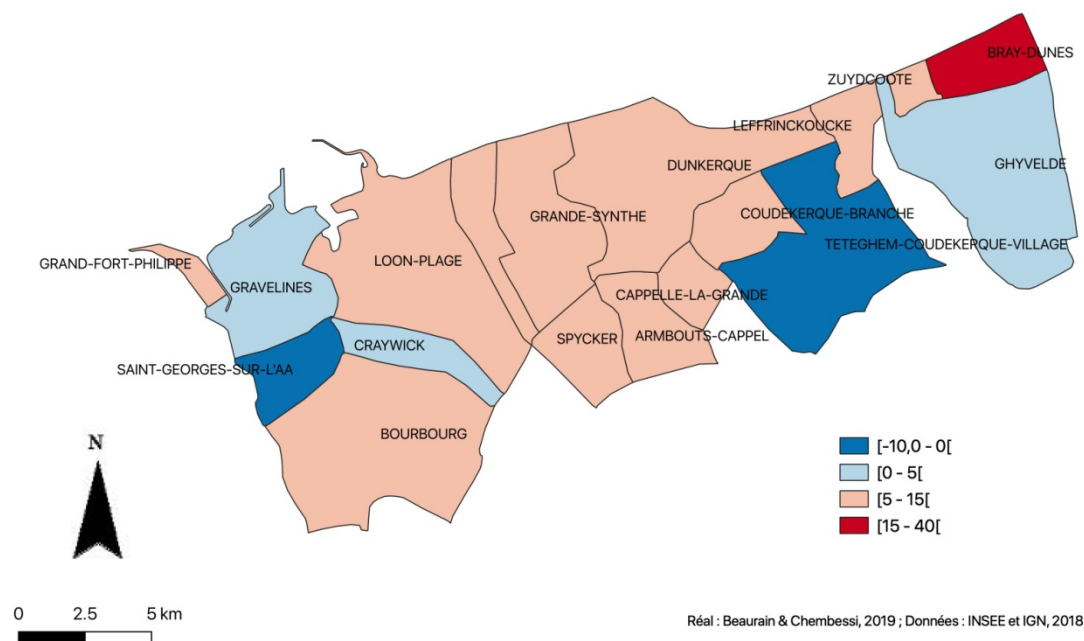 BRAY-DUNES
ZUYDCOOTE
LEFFRINCKOUCKE
DUNKERQUE
GHYVELDE
GRANDE-SYNTHE
COUDEKERQUE-BRANCHE
TETEGHEM-COUDEKERQUE-VILLAGE
GRAND-FORT-PHILIPPE
LOON-PLAGE
GRAVELINES
CAPPELLE-LA-GRANDE
SPYCKER
ARMBOUTS-CAPPEL
CRAYWICK
SAINT-GEORGES-SUR-L'AA
BOURBOURG
N
[-10,0 - 0[
[0 - 5[
[5 - 15[
[15 - 40[
0 2.5 5 km
Réal : Beaurain & Chembessi, 2019 ; Données : INSEE et IGN, 2018